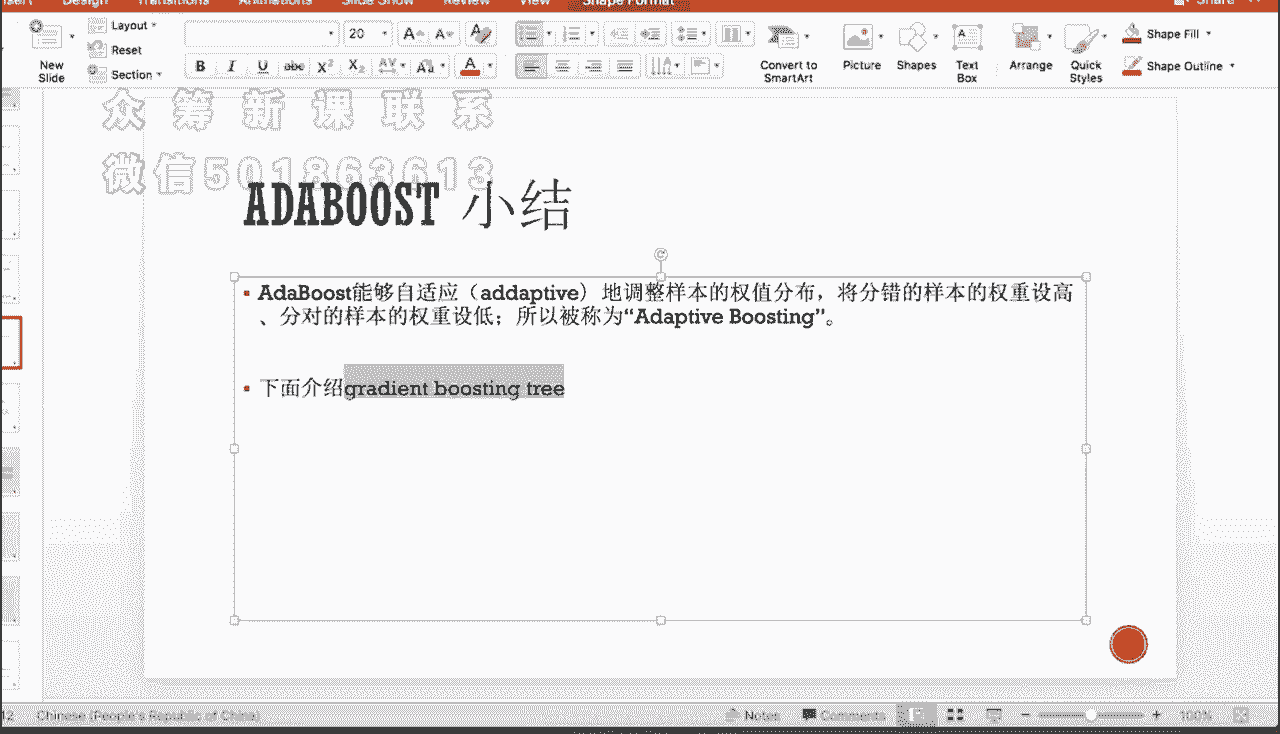 Design Transitions Animations Slide Show Review View Shape Format Share
Layout
Reset
Section
New
Slide
20
Convert to
SmartArt
Picture
Shapes
Text
Box
Arrange
Quick
Styles
Shape Fill
Shape Outline
众筹新课联系
微信501863613
ADABOOST 小结
AdaBoost能够自适应（addaptive）地调整样本的权值分布，将分错的样本的权重设高
、分对的样本的权重设低；所以被称为“Adaptive Boosting”。
下面介绍gradient boosting tree
12 Chinese (People's Republic of China) Notes Comments 100%